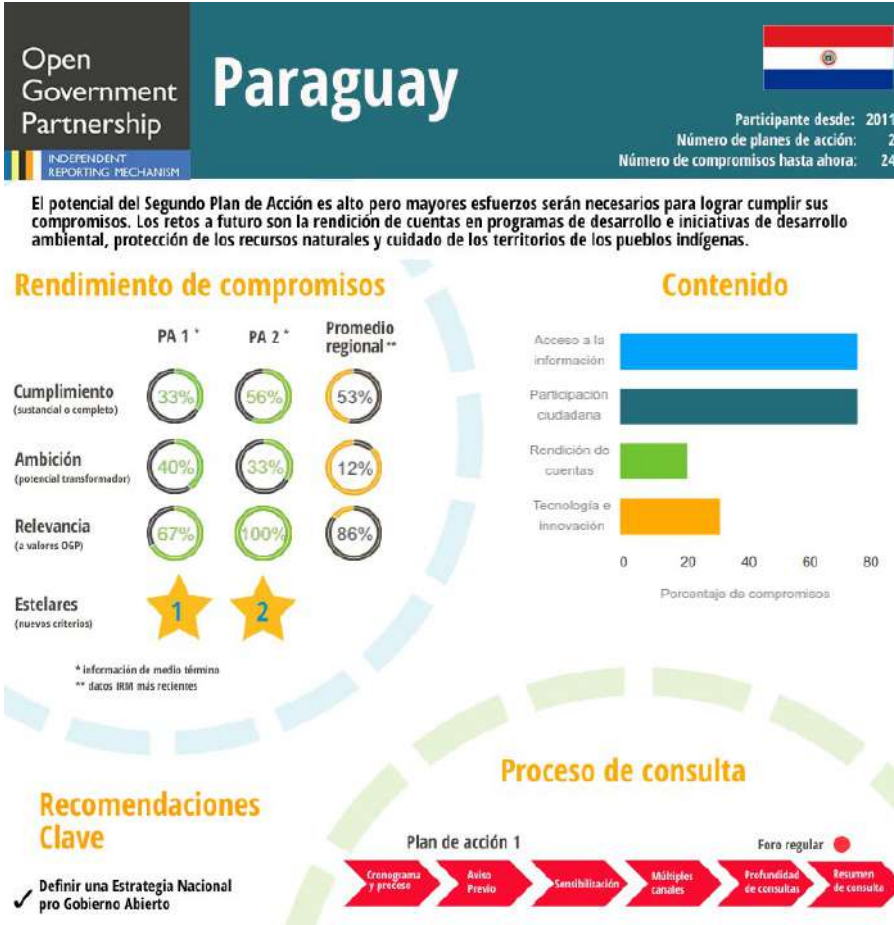 Open
Government
Partnership
INDEPENDENT
REPORTING MECHANISM
Paraguay
Participante desde: 2011
Número de planes de acción: 2
Número de compromisos hasta ahora: 24
El potencial del Segundo Plan de Acción es alto pero mayores esfuerzos serán necesarios para lograr cumplir sus
compromisos. Los retos a futuro son la rendición de cuentas en programas de desarrollo e iniciativas de desarrollo
ambiental, protección de los recursos naturales y cuidado de los territorios de los pueblos indígenas.
Rendimiento de compromisos
PA 1 * PA 2 * Promedio
regional **
Cumplimiento
(sustancial o completo)
33% 56% 53%
Ambición
(potencial transformador)
40% 33% 12%
Relevancia
(a valores OGP)
67% 100% 86%
Estelares
(nuevos criterios)
1 2
* información de medio término
** datos IRM más recientes
Contenido
Acceso a la
información
Participación
ciudadana
Rendición de
cuentas
Tecnología e
innovación
0 20 40 60 80
Porcentaje de compromisos
Recomendaciones
Clave
✓ Definir una Estrategia Nacional
pro Gobierno Abierto
Proceso de consulta
Plan de acción 1 Foro regular
Cronograma
y proceso
Aviso
Previo
Sensibilización
Múltiples
canales
Profundidad
de consultas
Resumen
de consulta